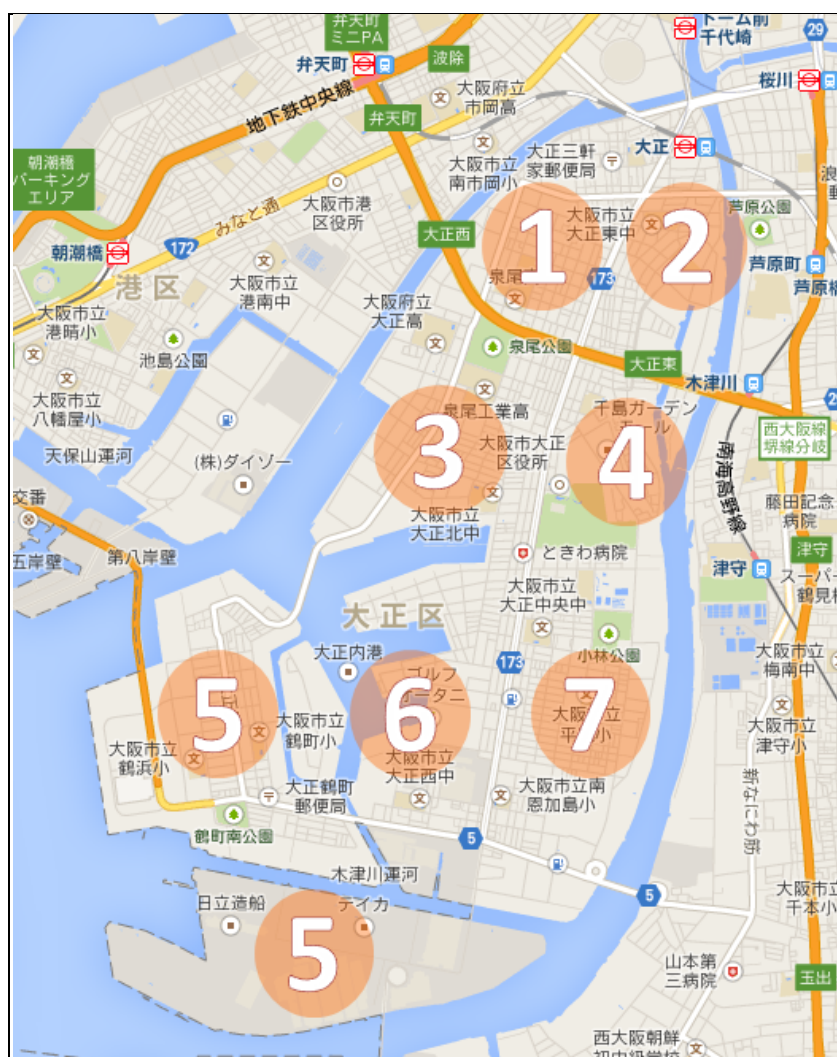 弁天町
ミニPA
ドーム前
千代崎
29
弁天町
波除
桜川
地下鉄中央線
大阪府立
市岡高
弁天町
朝潮橋
パーキング
エリア
大阪市立
南市岡小
大正三軒
家郵便局
大正
大阪市港
区役所
みなと通
大正西
1
大阪市立
大正東中
2
芦原公園
朝潮橋
172
港区
大阪市立
港南中
173
芦原町
芦原橋
大阪市立
港晴小
大阪府立
大正高
泉尾公園
池島公園
大正東
木津川
大阪市立
八幡屋小
泉尾工業高
3
千島ガーデン
モール
4
西大阪線
堺線分岐
天保山運河
(株)ダイゾー
大阪市大正
区役所
南海高野線
交番
大阪市立
大正北中
藤田記念
病院
五岸壁
第八岸壁
ときわ病院
津守
津守
スーパー
大阪市立
大正中央中
大正区
大正内港
小林公園
大阪市立
梅南中
173
5
6
7
大阪市立
鶴町小
大阪市立
鶴浜小
大阪市立
大正西中
大阪市立
津守小
大正鶴町
郵便局
大阪市立南
恩加島小
新なにわ筋
鶴町南公園
5
木津川運河
5
大阪市立
千本小
日立造船
テイカ
5
山本第
三病院
玉出
西大阪朝鮮
初中級学校